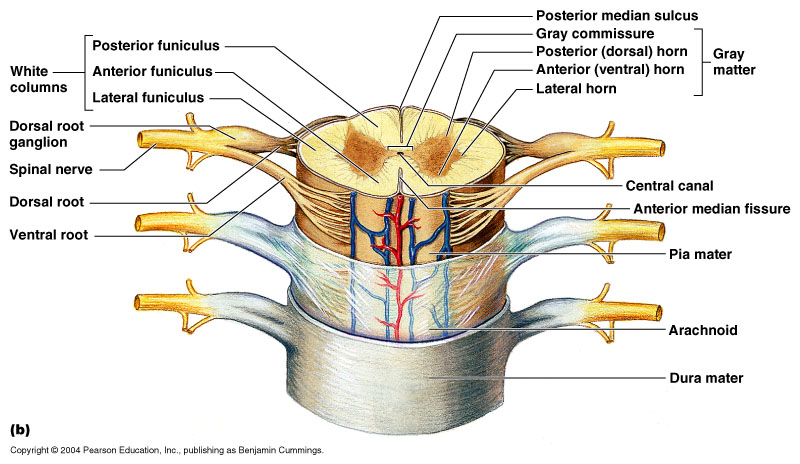 Posterior median sulcus
Gray commissure
Posterior (dorsal) horn
Anterior (ventral) horn
Lateral horn
Gray
matter
Posterior funiculus
Anterior funiculus
Lateral funiculus
White
columns
Dorsal root
ganglion
Spinal nerve
Dorsal root
Ventral root
Central canal
Anterior median fissure
Pia mater
Arachnoid
Dura mater
(b)
Copyright © 2004 Pearson Education, Inc., publishing as Benjamin Cummings.